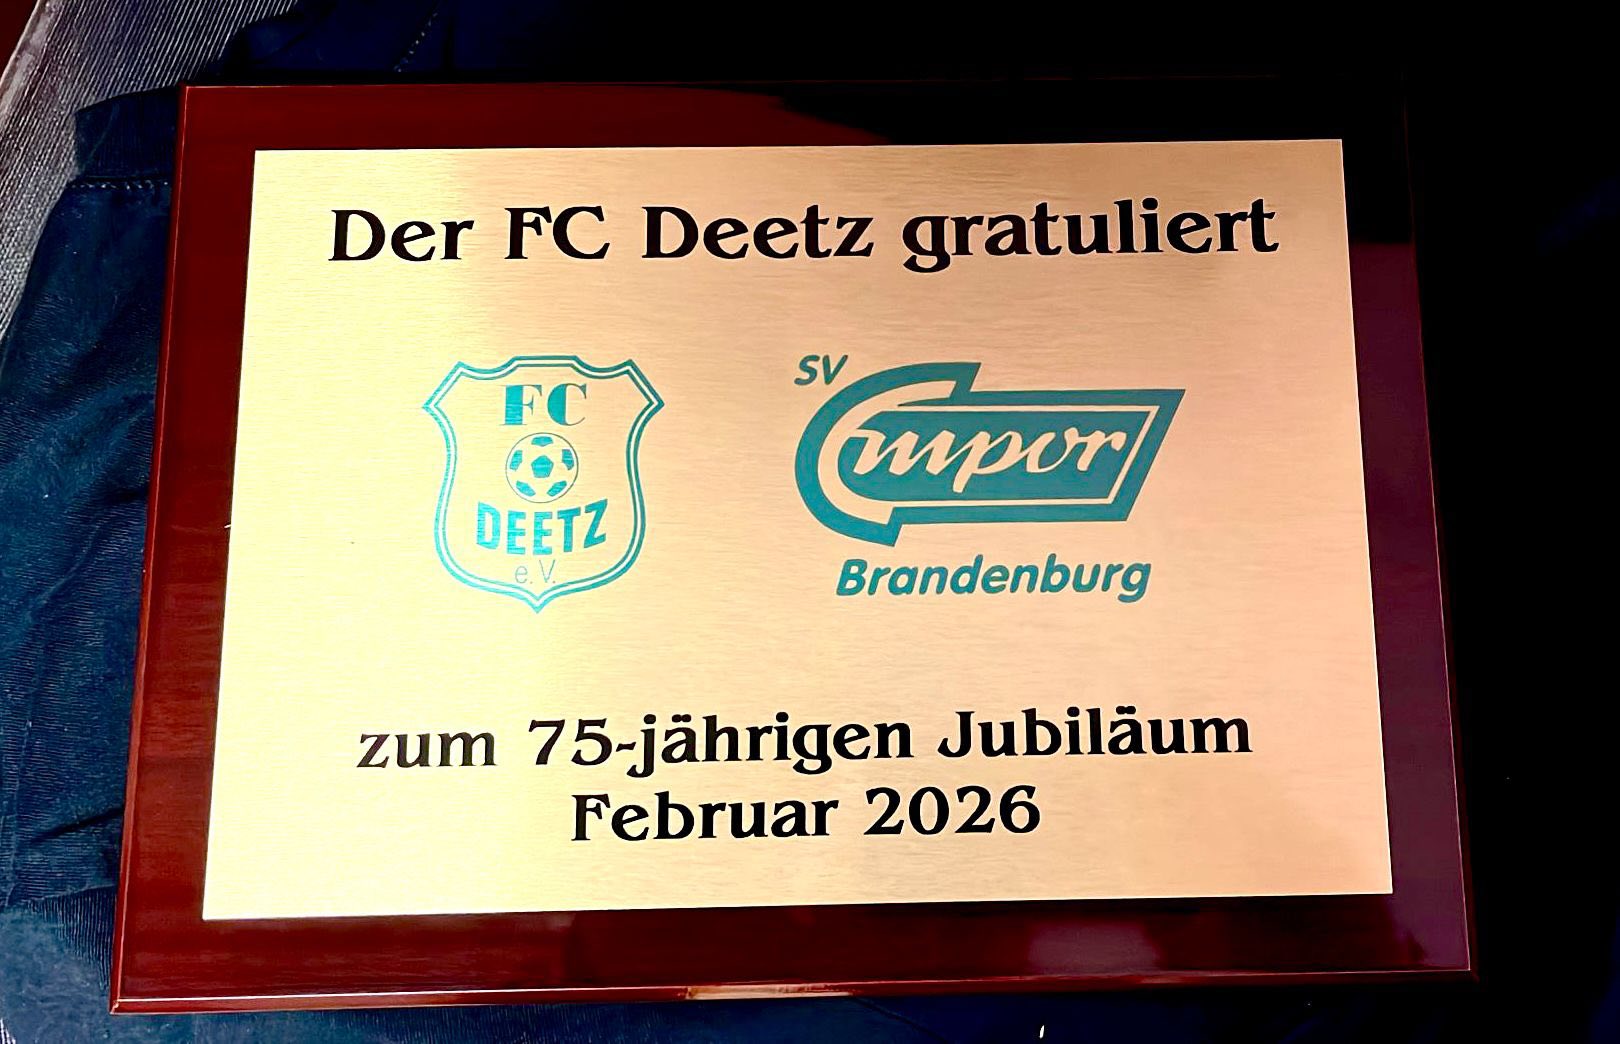 Der FC Deetz gratuliert
FC
DEETZ
e.V.
SV
Empor
Brandenburg
zum 75-jährigen Jubiläum
Februar 2026